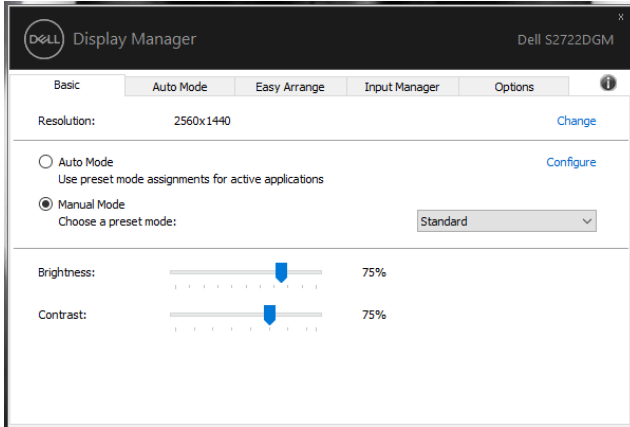 DELL Display Manager Dell S2722DGM x
Basic Auto Mode Easy Arrange Input Manager Options i
Resolution: 2560x1440 Change
Auto Mode Configure
Use preset mode assignments for active applications
Manual Mode
Choose a preset mode: Standard
Brightness: 75%
Contrast: 75%